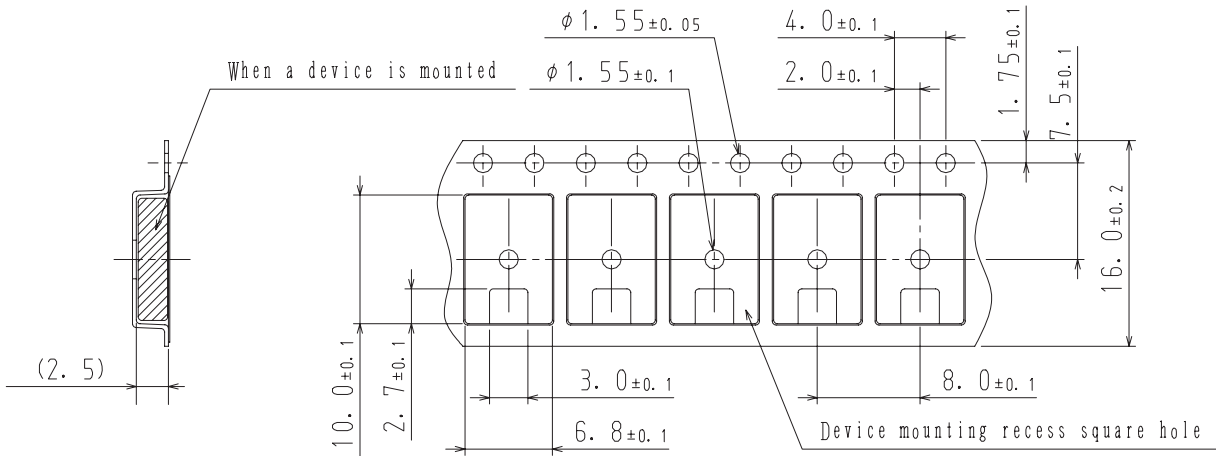 φ1.55±0.05
4.0±0.1
When a device is mounted
φ1.55±0.1
2.0±0.1
1.75±0.1
7.5±0.1
16.0±0.2
(2.5)
10.0±0.1
2.7±0.1
3.0±0.1
8.0±0.1
6.8±0.1
Device mounting recess square hole